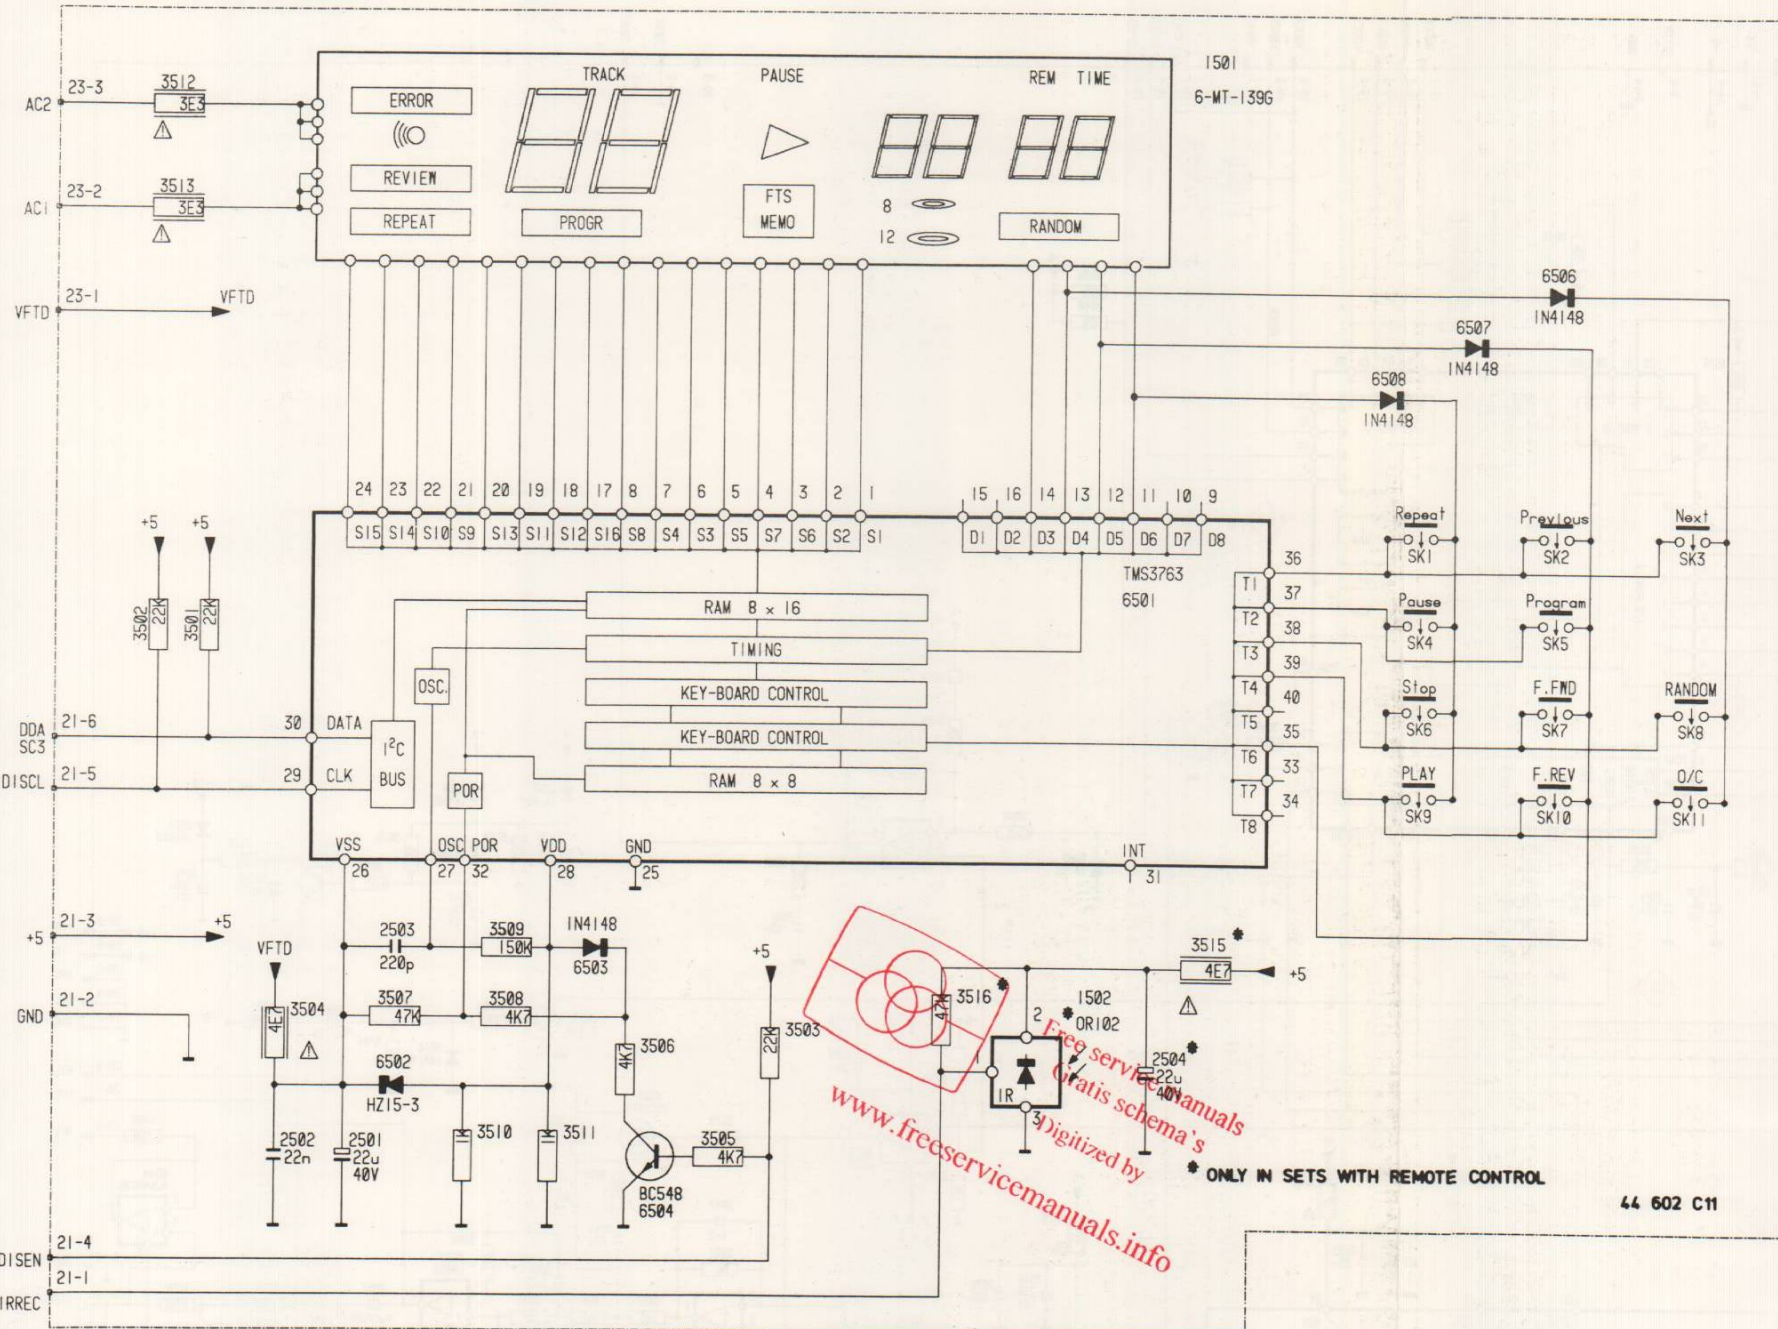 AC2
23-3
3512
3E3
AC1
23-2
3513
3E3
VFTD
23-1
VFTD
ERROR
REVIEW
REPEAT
TRACK
PROGR
PAUSE
FTS
MEMO
REM TIME
8
12
RANDOM
1501
6-MT-139G
6506
1N4148
6507
1N4148
6508
1N4148
24 23 22 21 20 19 18 17 8 7 6 5 4 3 2 1
S15 S14 S10 S9 S13 S11 S12 S16 S8 S4 S3 S5 S7 S6 S2 S1
15 16 14 13 12 11 10 9
D1 D2 D3 D4 D5 D6 D7 D8
TMS3763
6501
+5
+5
3502
22K
3501
22K
RAM 8 x 16
TIMING
KEY-BOARD CONTROL
KEY-BOARD CONTROL
RAM 8 x 8
OSC.
POR
I²C
BUS
DDA
SC3
21-6
30
DATA
DISCL
21-5
29
CLK
36
T1
37
T2
38
T3
39
T4
40
T5
35
T6
33
T7
34
T8
Repeat
SK1
Previous
SK2
Next
SK3
Pause
SK4
Program
SK5
Stop
SK6
F.FWD
SK7
RANDOM
SK8
PLAY
SK9
F.REV
SK10
O/C
SK11
VSS
26
OSC
27
POR
32
VDD
28
GND
25
INT
31
+5
21-3
+5
GND
21-2
VFTD
3504
4E7
2503
220p
3509
150K
1N4148
6503
3507
47K
3508
4K7
6502
HZ15-3
3506
4K7
2502
22n
2501
22u
40V
3510
3511
BC548
6504
3505
4K7
+5
3503
22K
3516 *
47K
* 1502
OR102
1
2
3
IR
3515 *
4E7
+5
2504 *
22u
40V
DISEN
21-4
IRREC
21-1
Free service manuals
Gratis schema's
Digitized by
www.freeservicemanuals.info
* ONLY IN SETS WITH REMOTE CONTROL
44 602 C11